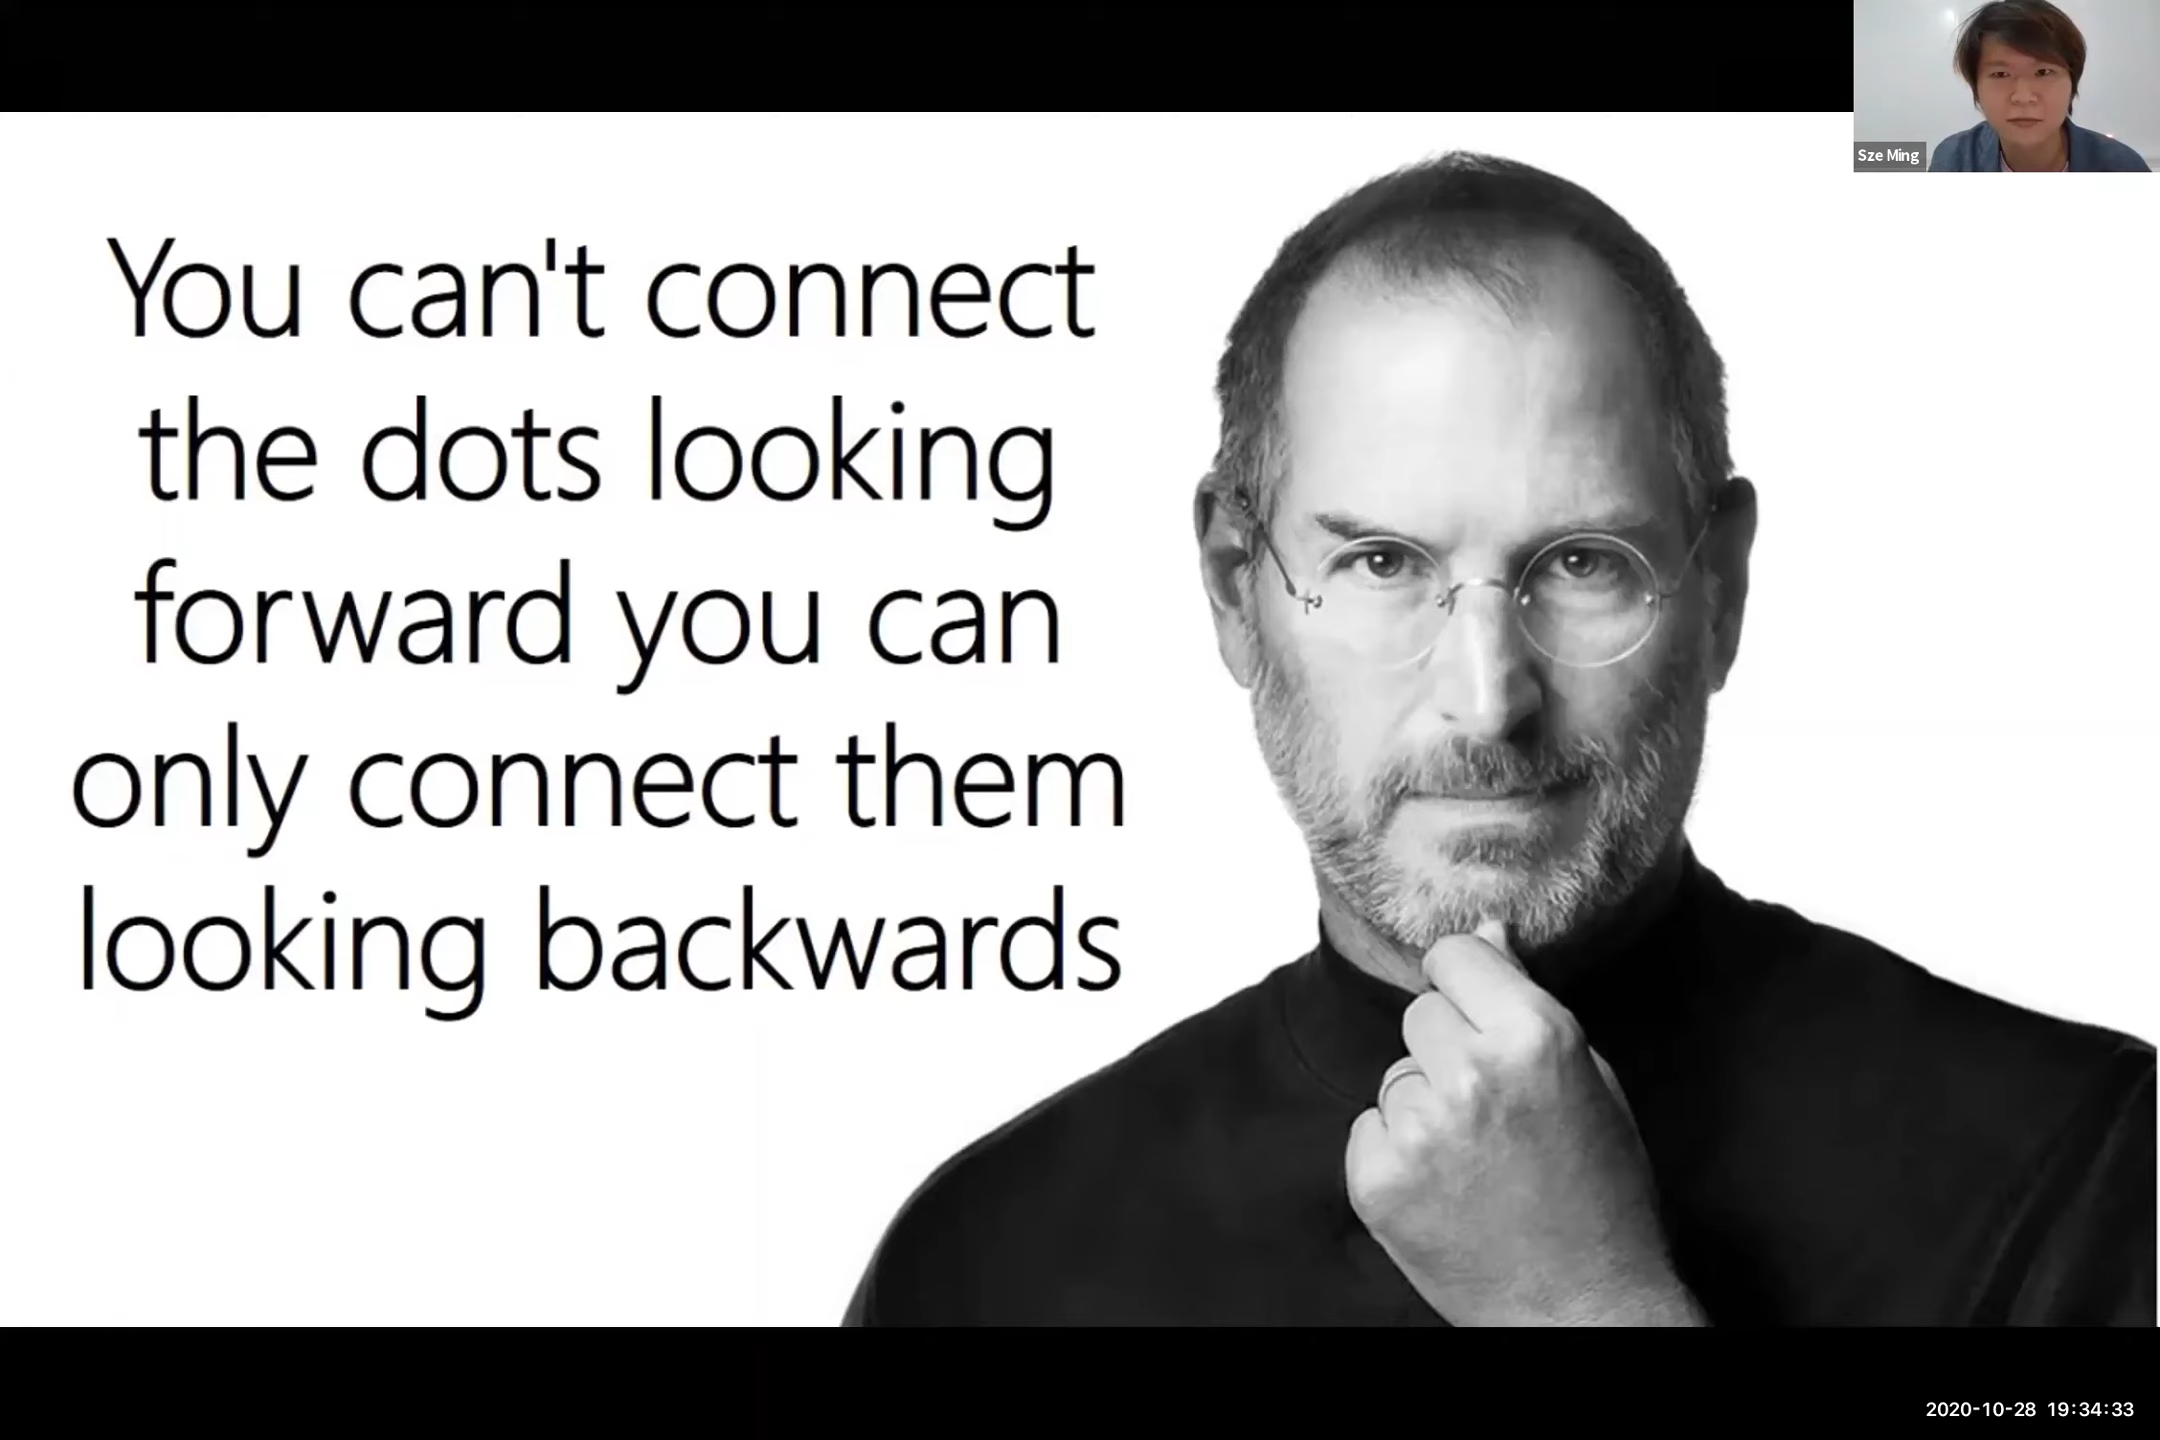 Sze Ming
You can't connect
the dots looking
forward you can
only connect them
looking backwards
2020-10-28 19:34:33